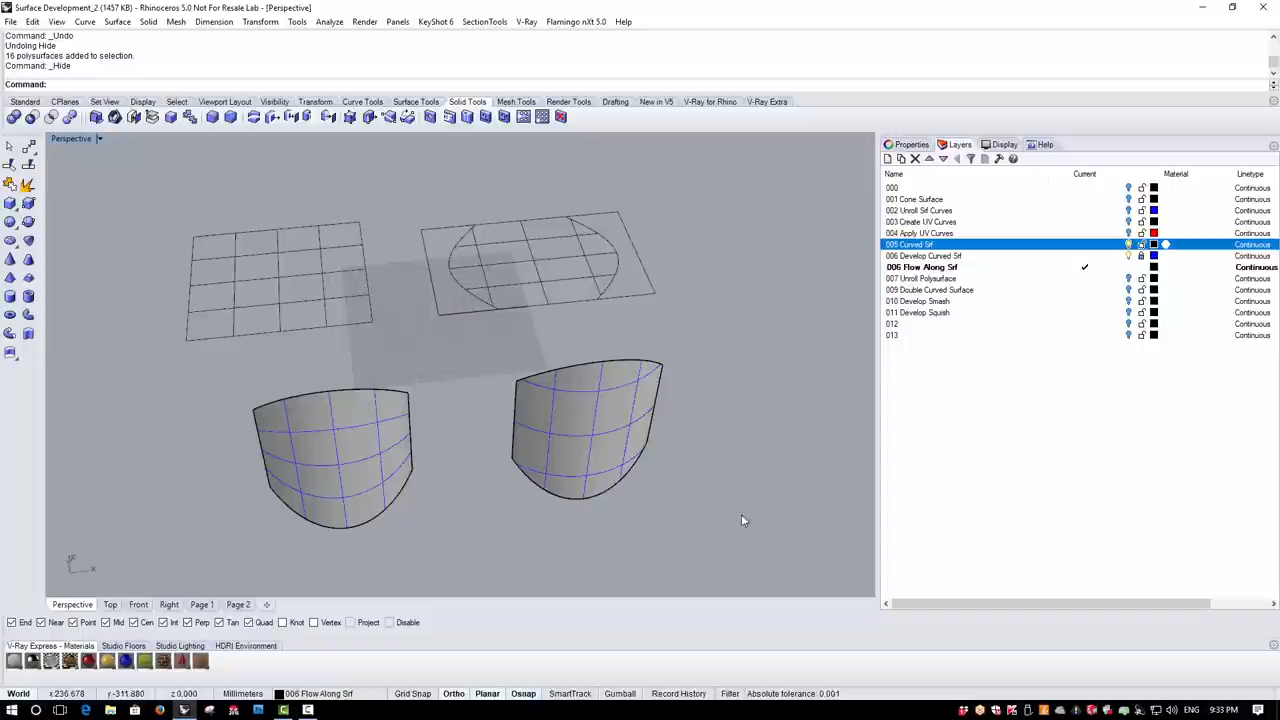 Surface Development_2 (1457 KB) - Rhinoceros 5.0 Not For Resale Lab - [Perspective]
File Edit View Curve Surface Solid Mesh Dimension Transform Tools Analyze Render Panels KeyShot 6 SectionTools V-Ray Flamingo nXt 5.0 Help
Command: _Undo
Undoing Hide
16 polysurfaces added to selection.
Command: _Hide
Command:
Standard CPlanes Set View Display Select Viewport Layout Visibility Transform Curve Tools Surface Tools Solid Tools Mesh Tools Render Tools Drafting New in V5 V-Ray for Rhino V-Ray Extra
Perspective
Properties Layers Display Help
Name Current Material Linetype
000 Continuous
001 Cone Surface Continuous
002 Unroll Srf Curves Continuous
003 Create UV Curves Continuous
004 Apply UV Curves Continuous
005 Curved Srf Continuous
006 Develop Curved Srf Continuous
006 Flow Along Srf Continuous
007 Unroll Polysurface Continuous
009 Double Curved Surface Continuous
010 Develop Smash Continuous
011 Develop Squish Continuous
012 Continuous
013 Continuous
x
Perspective Top Front Right Page 1 Page 2
End Near Point Mid Cen Int Perp Tan Quad Knot Vertex Project Disable
V-Ray Express - Materials Studio Floors Studio Lighting HDRI Environment
World x 236.678 y -311.880 z 0.000 Millimeters 006 Flow Along Srf Grid Snap Ortho Planar Osnap SmartTrack Gumball Record History Filter Absolute tolerance: 0.001
9:33 PM